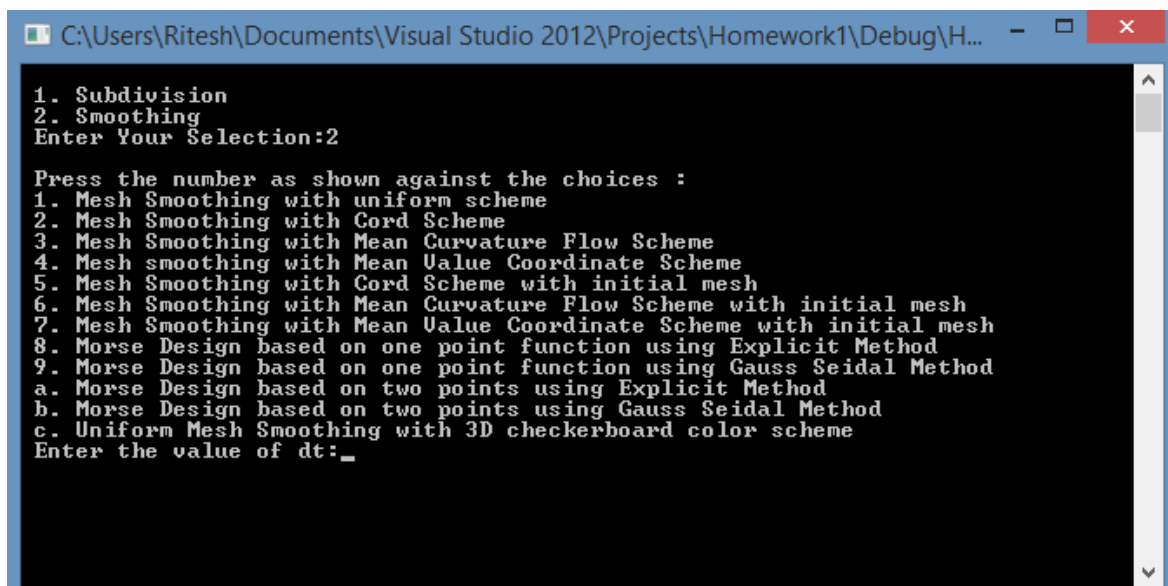 C:\Users\Ritesh\Documents\Visual Studio 2012\Projects\Homework1\Debug\H...
1. Subdivision
2. Smoothing
Enter Your Selection:2
Press the number as shown against the choices :
1. Mesh Smoothing with uniform scheme
2. Mesh Smoothing with Cord Scheme
3. Mesh Smoothing with Mean Curvature Flow Scheme
4. Mesh smoothing with Mean Value Coordinate Scheme
5. Mesh Smoothing with Cord Scheme with initial mesh
6. Mesh Smoothing with Mean Curvature Flow Scheme with initial mesh
7. Mesh Smoothing with Mean Value Coordinate Scheme with initial mesh
8. Morse Design based on one point function using Explicit Method
9. Morse Design based on one point function using Gauss Seidal Method
a. Morse Design based on two points using Explicit Method
b. Morse Design based on two points using Gauss Seidal Method
c. Uniform Mesh Smoothing with 3D checkerboard color scheme
Enter the value of dt:_